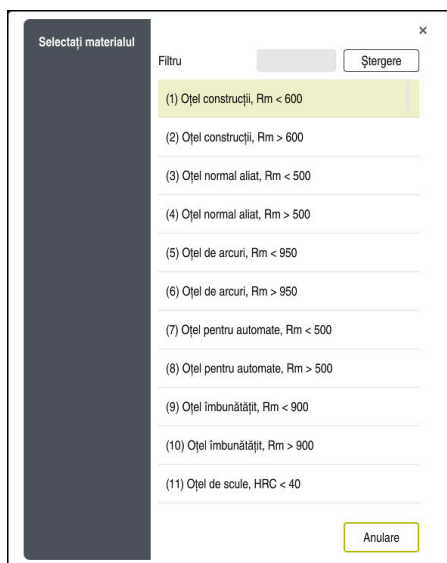 Selectați materialul
×
Filtru
Ştergere
(1) Oțel construcții, Rm < 600
(2) Oțel construcții, Rm > 600
(3) Oțel normal aliat, Rm < 500
(4) Oțel normal aliat, Rm > 500
(5) Oțel de arcuri, Rm < 950
(6) Oțel de arcuri, Rm > 950
(7) Oțel pentru automate, Rm < 500
(8) Oțel pentru automate, Rm > 500
(9) Oțel îmbunătățit, Rm < 900
(10) Oțel îmbunătățit, Rm > 900
(11) Oțel de scule, HRC < 40
Anulare